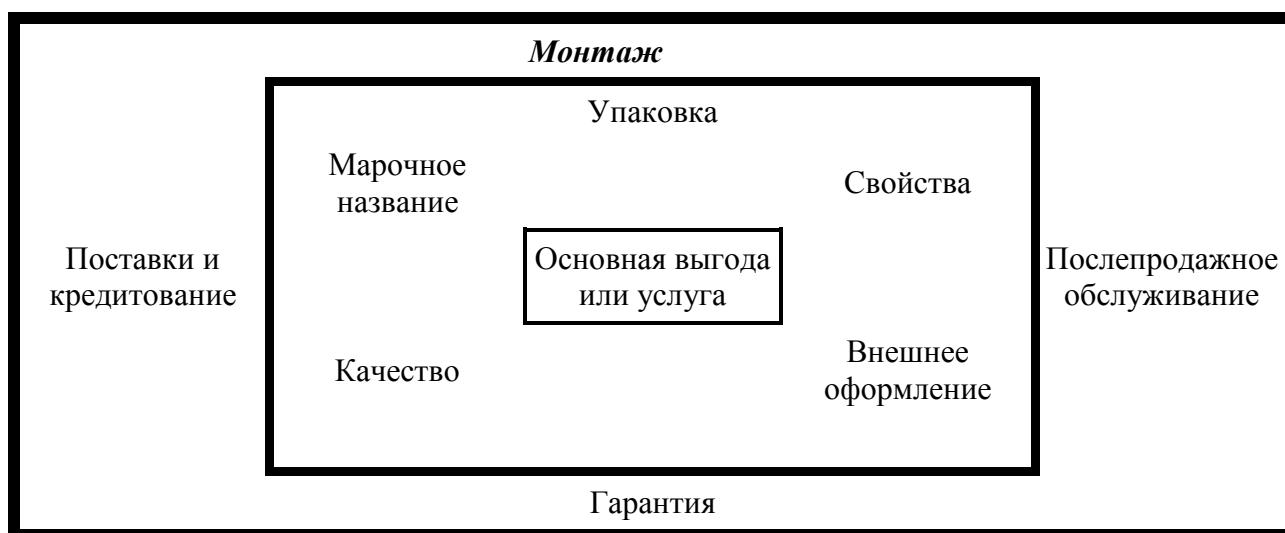 Монтаж
Упаковка
Марочное
название
Свойства
Поставки и
кредитование
Основная выгода
или услуга
Послепродажное
обслуживание
Качество
Внешнее
оформление
Гарантия